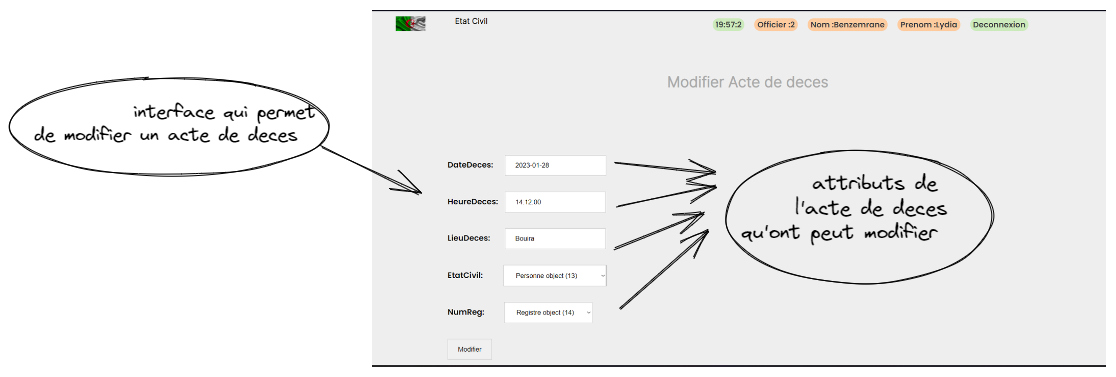 Etat Civil
19:57:2 Officier :2 Nom :Benzemrane Prenom :Lydia Deconnexion
Modifier Acte de deces
interface qui permet
de modifier un acte de deces
DateDeces: 2023-01-28
HeureDeces: 14:12:00
LieuDeces: Bouira
EtatCivil: Personne object (13)
NumReg: Registre object (14)
Modifier
attributs de
l'acte de deces
qu'ont peut modifier